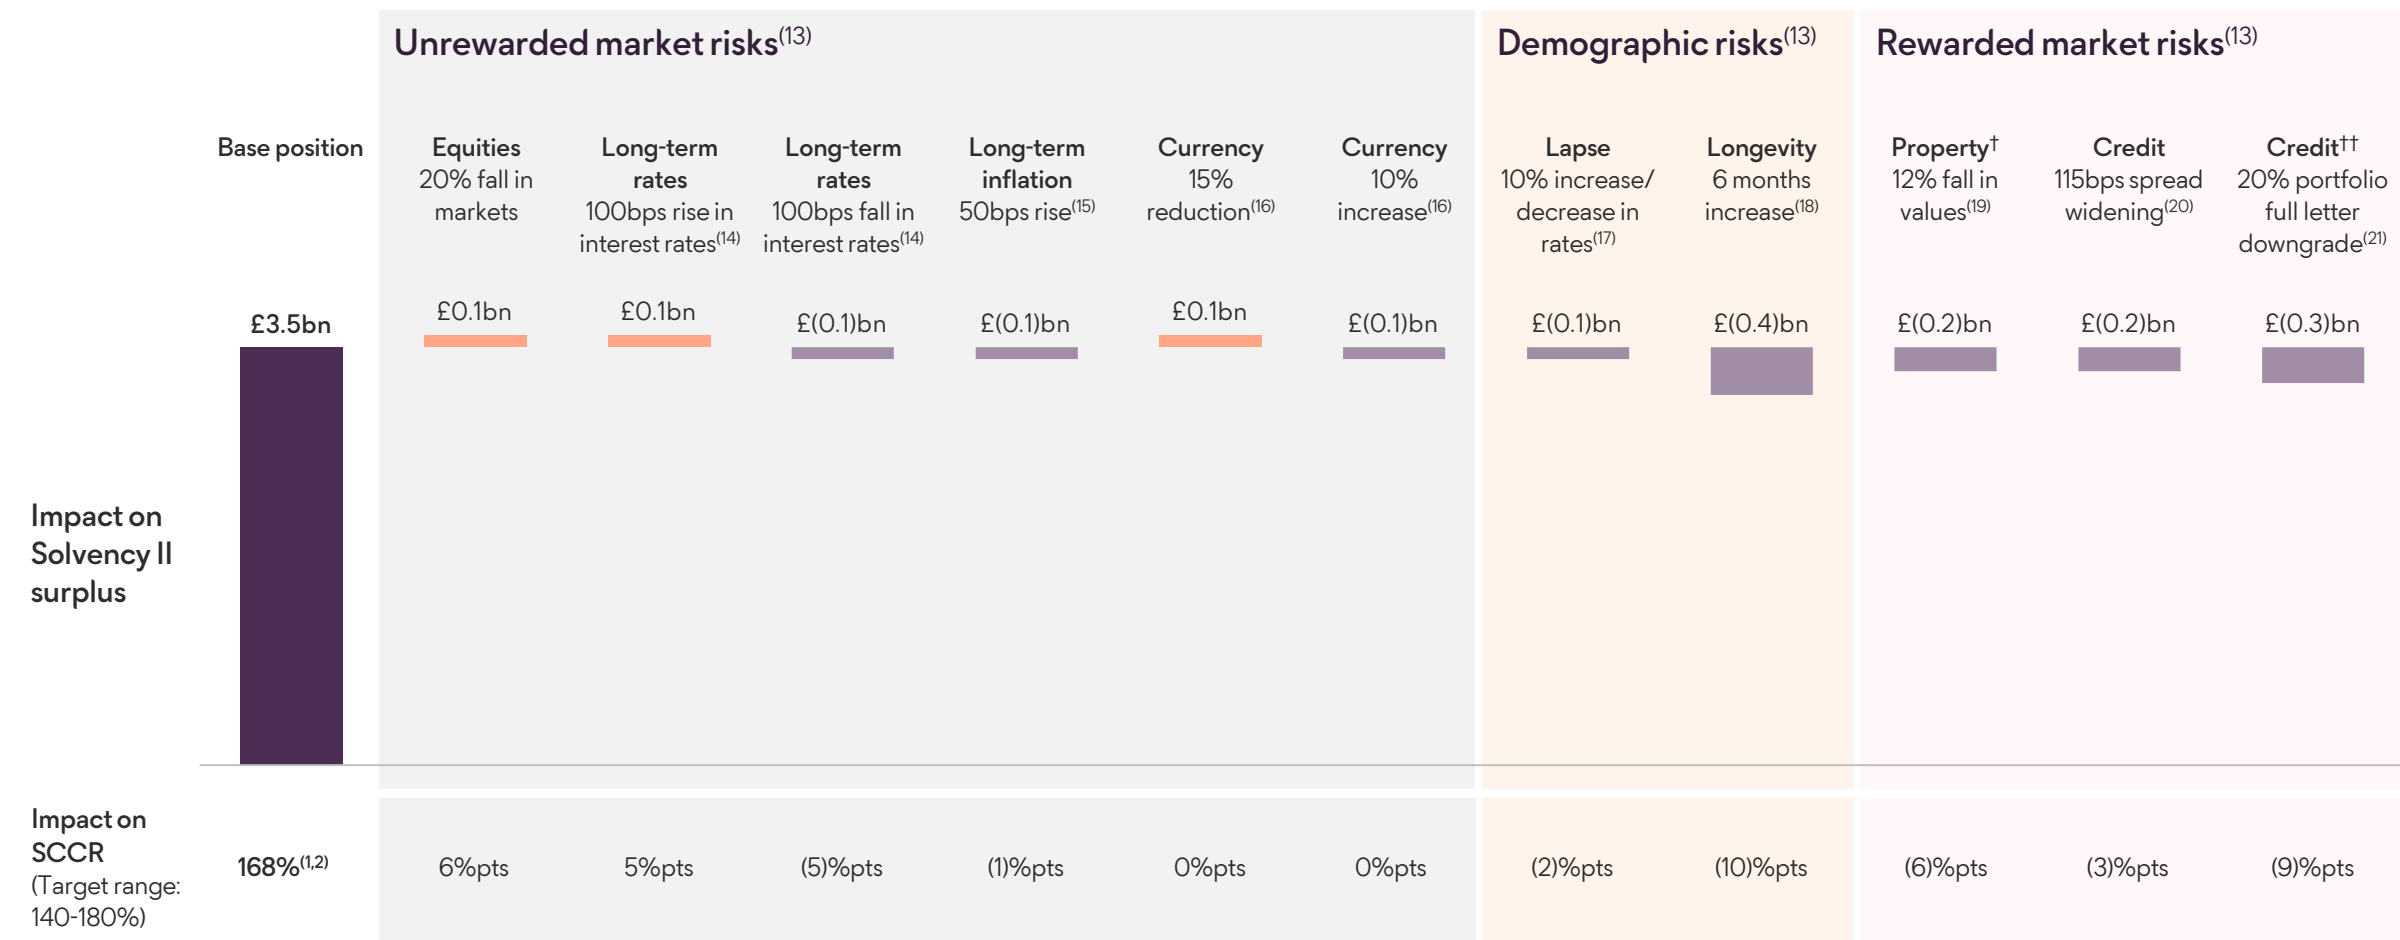 Unrewarded market risks(13)
Demographic risks(13)
Rewarded market risks(13)
Base position
Equities
20% fall in
markets
Long-term
rates
100bps rise in
interest rates(14)
Long-term
rates
100bps fall in
interest rates(14)
Long-term
inflation
50bps rise(15)
Currency
15%
reduction(16)
Currency
10%
increase(16)
Lapse
10% increase/
decrease in
rates(17)
Longevity
6 months
increase(18)
Property†
12% fall in
values(19)
Credit
115bps spread
widening(20)
Credit††
20% portfolio
full letter
downgrade(21)
Impact on
Solvency II
surplus
£3.5bn
£0.1bn
£0.1bn
£(0.1)bn
£(0.1)bn
£0.1bn
£(0.1)bn
£(0.1)bn
£(0.4)bn
£(0.2)bn
£(0.2)bn
£(0.3)bn
Impact on
SCCR
(Target range:
140-180%)
168%(1,2)
6%pts
5%pts
(5)%pts
(1)%pts
0%pts
0%pts
(2)%pts
(10)%pts
(6)%pts
(3)%pts
(9)%pts